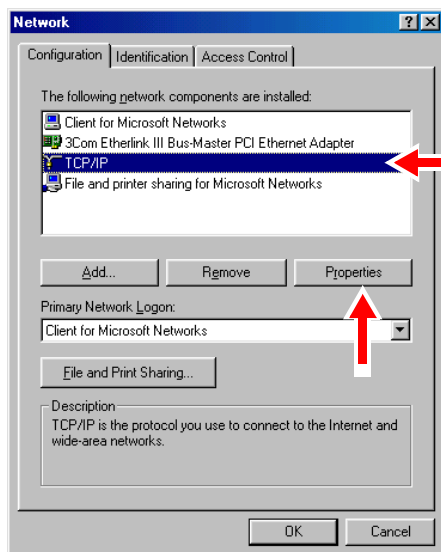 Network
Configuration Identification Access Control
The following network components are installed:
Client for Microsoft Networks
3Com Etherlink III Bus-Master PCI Ethernet Adapter
TCP/IP
File and printer sharing for Microsoft Networks
Add... Remove Properties
Primary Network Logon:
Client for Microsoft Networks
File and Print Sharing...
Description
TCP/IP is the protocol you use to connect to the Internet and
wide-area networks.
OK Cancel